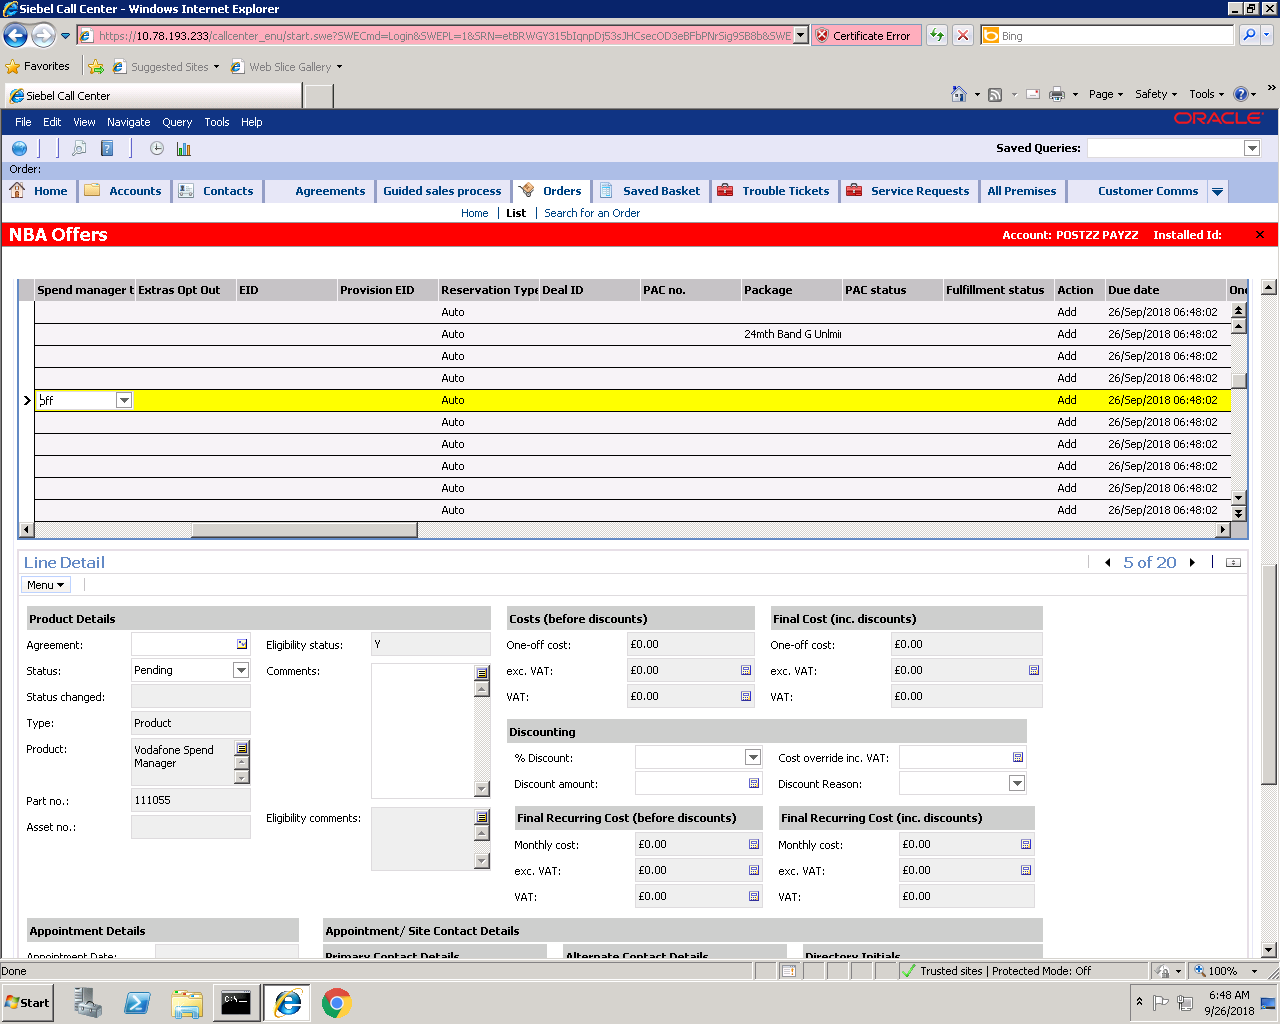 Siebel Call Center - Windows Internet Explorer
https://10.78.193.233/callcenter_enu/start.swe?SWECmd=Login&SWEPL=1&SRN=etBRWGY315bIqnpDj53sJHCsecOD3eBFbPNrSig9SB8b&SWE
Certificate Error
Bing
Favorites
Suggested Sites
Web Slice Gallery
Siebel Call Center
Page
Safety
Tools
File Edit View Navigate Query Tools Help
ORACLE
Saved Queries:
Order:
Home Accounts Contacts Agreements Guided sales process Orders Saved Basket Trouble Tickets Service Requests All Premises Customer Comms
Home | List | Search for an Order
NBA Offers
Account: POSTZZ PAYZZ Installed Id:
Spend manager t Extras Opt Out EID Provision EID Reservation Type Deal ID PAC no. Package PAC status Fulfillment status Action Due date One
Auto Add 26/Sep/2018 06:48:02
Auto 24mth Band G Unlmi Add 26/Sep/2018 06:48:02
Auto Add 26/Sep/2018 06:48:02
Auto Add 26/Sep/2018 06:48:02
off Auto Add 26/Sep/2018 06:48:02
Auto Add 26/Sep/2018 06:48:02
Auto Add 26/Sep/2018 06:48:02
Auto Add 26/Sep/2018 06:48:02
Auto Add 26/Sep/2018 06:48:02
Auto Add 26/Sep/2018 06:48:02
Line Detail
5 of 20
Menu
Product Details
Agreement:
Status: Pending
Status changed:
Type: Product
Product: Vodafone Spend
Manager
Part no.: 111055
Asset no.:
Eligibility status: Y
Comments:
Eligibility comments:
Costs (before discounts)
One-off cost: £0.00
exc. VAT: £0.00
VAT: £0.00
Final Cost (inc. discounts)
One-off cost: £0.00
exc. VAT: £0.00
VAT: £0.00
Discounting
% Discount:
Cost override inc. VAT:
Discount amount:
Discount Reason:
Final Recurring Cost (before discounts)
Monthly cost: £0.00
exc. VAT: £0.00
VAT: £0.00
Final Recurring Cost (inc. discounts)
Monthly cost: £0.00
exc. VAT: £0.00
VAT: £0.00
Appointment Details
Appointment Date:
Appointment/ Site Contact Details
Primary Contact Details
Alternate Contact Details
Directory Initials
Done
Trusted sites | Protected Mode: Off
100%
Start
6:48 AM
9/26/2018